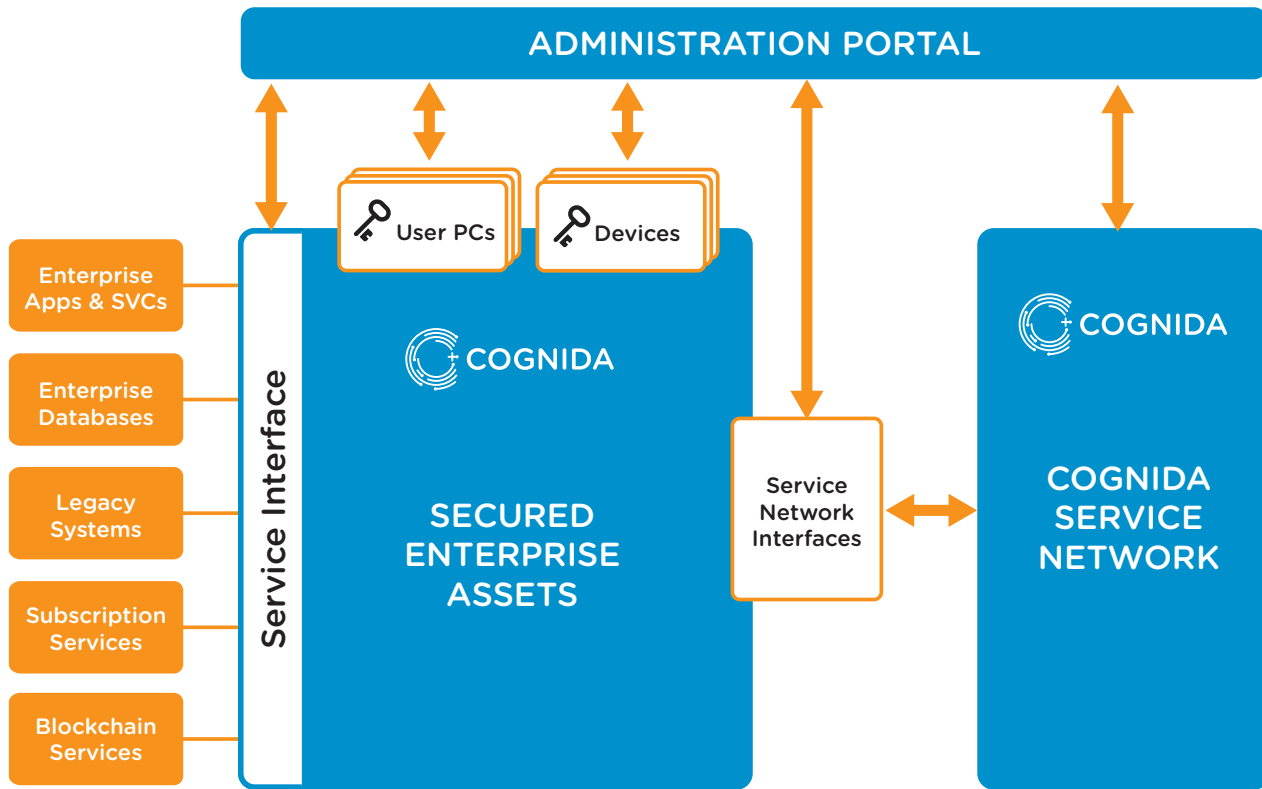 ADMINISTRATION PORTAL
User PCs
Devices
Enterprise
Apps & SVCs
Enterprise
Databases
Legacy
Systems
Subscription
Services
Blockchain
Services
Service Interface
COGNIDA
SECURED
ENTERPRISE
ASSETS
Service
Network
Interfaces
COGNIDA
COGNIDA
SERVICE
NETWORK